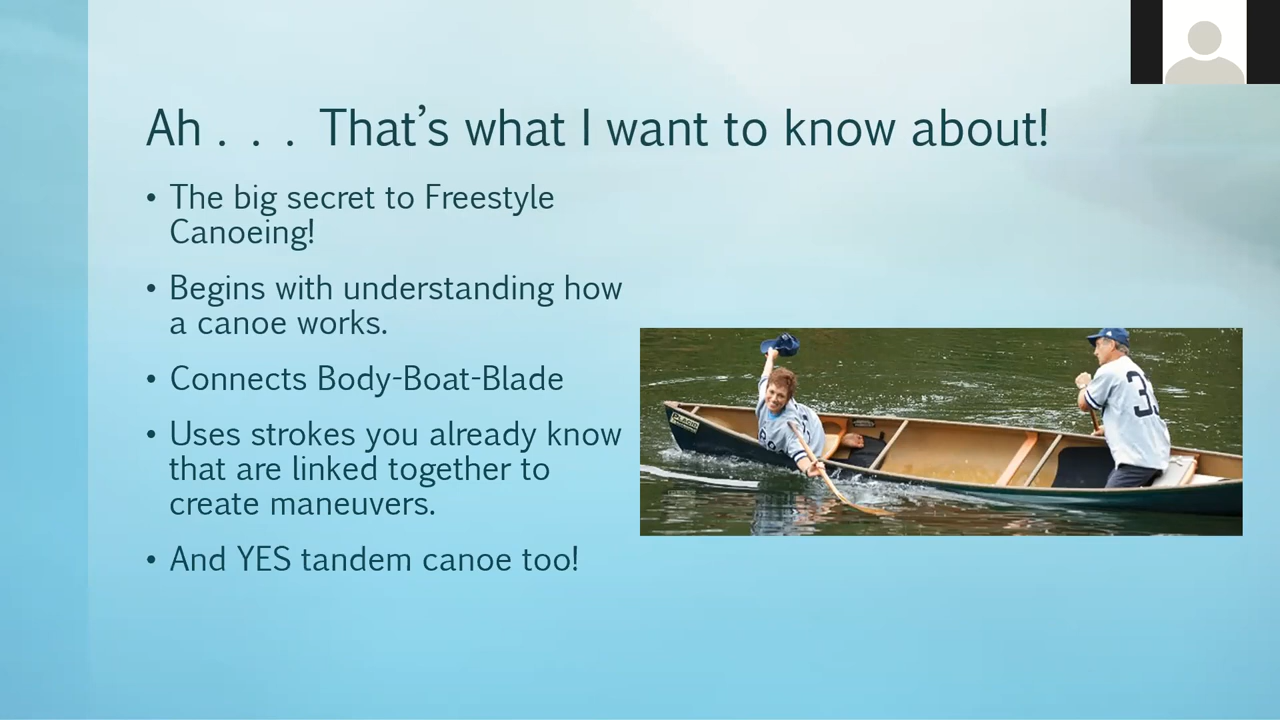 Ah . . . That’s what I want to know about!
• The big secret to Freestyle
Canoeing!
• Begins with understanding how
a canoe works.
• Connects Body-Boat-Blade
• Uses strokes you already know
that are linked together to
create maneuvers.
• And YES tandem canoe too!